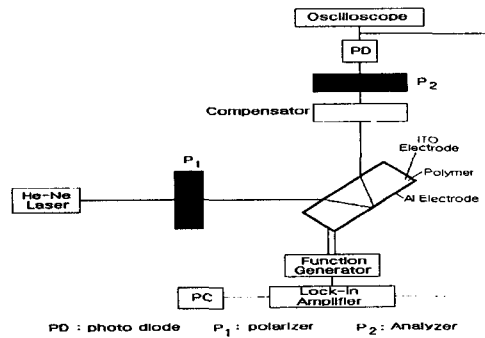 Oscilloscope
PD
P2
Compensator
ITO
Electrode
P1
Polymer
Al Electrode
He-Ne
Laser
Function
Generator
PC
Lock-in
Amplifier
PD : photo diode P1 : polarizer P2 : Analyzer